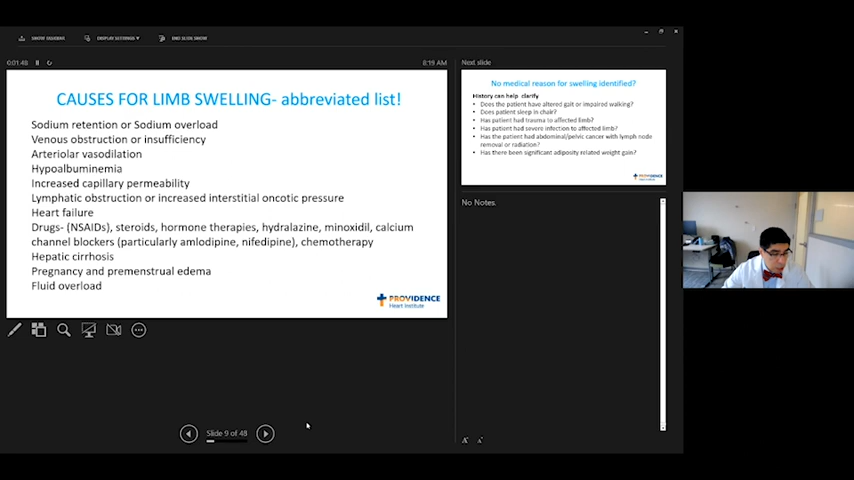 SHOW TASKBAR
DISPLAY SETTINGS ▾
END SLIDE SHOW
0:01:48
8:19 AM
Next slide
CAUSES FOR LIMB SWELLING- abbreviated list!
Sodium retention or Sodium overload
Venous obstruction or insufficiency
Arteriolar vasodilation
Hypoalbuminemia
Increased capillary permeability
Lymphatic obstruction or increased interstitial oncotic pressure
Heart failure
Drugs- (NSAIDs), steroids, hormone therapies, hydralazine, minoxidil, calcium
channel blockers (particularly amlodipine, nifedipine), chemotherapy
Hepatic cirrhosis
Pregnancy and premenstrual edema
Fluid overload
PROVIDENCE
Heart Institute
No medical reason for swelling identified?
History can help clarify
• Does the patient have altered gait or impaired walking?
• Does patient sleep in chair?
• Has patient had trauma to affected limb?
• Has patient had severe infection to affected limb?
• Has the patient had abdominal/pelvic cancer with lymph node
removal or radiation?
• Has there been significant adiposity related weight gain?
PROVIDENCE
Heart Institute
No Notes.
Slide 9 of 48
A A